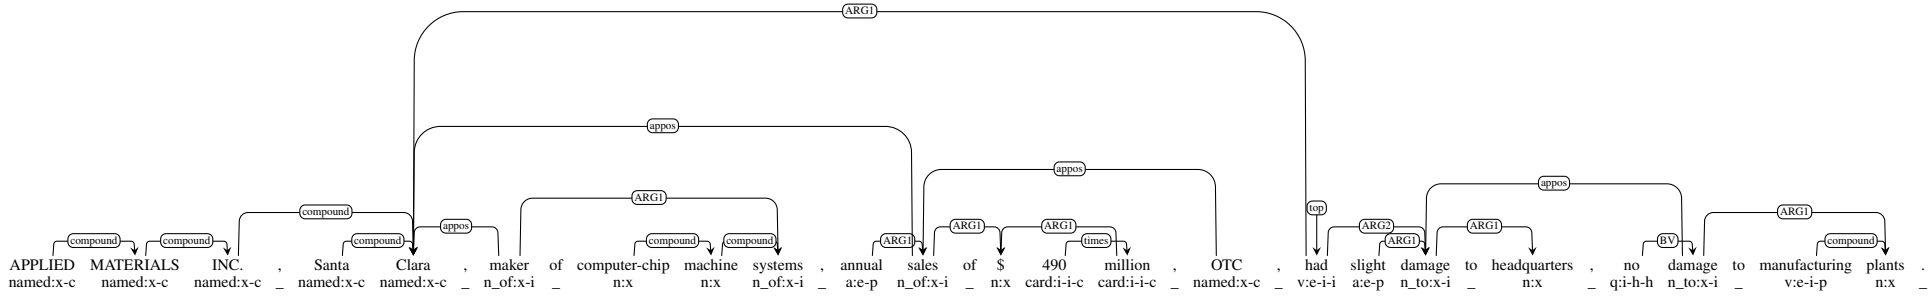 ARG1
appos
appos
appos
ARG1
top
compound
ARG1
appos
ARG1
ARG1
ARG2
ARG1
compound
compound
compound
compound
compound
ARG1
times
ARG1
BV
compound
APPLIED MATERIALS INC. , Santa Clara , maker of computer-chip machine systems , annual sales of $ 490 million , OTC , had slight damage to headquarters , no damage to manufacturing plants .
named:x-c named:x-c named:x-c _ named:x-c named:x-c _ n_of:x-i _ n:x n:x n_of:x-i _ a:e-p n_of:x-i _ n:x card:i-i-c card:i-i-c _ named:x-c _ v:e-i-i a:e-p n_to:x-i _ n:x _ q:i-h-h n_to:x-i _ v:e-i-p n:x _